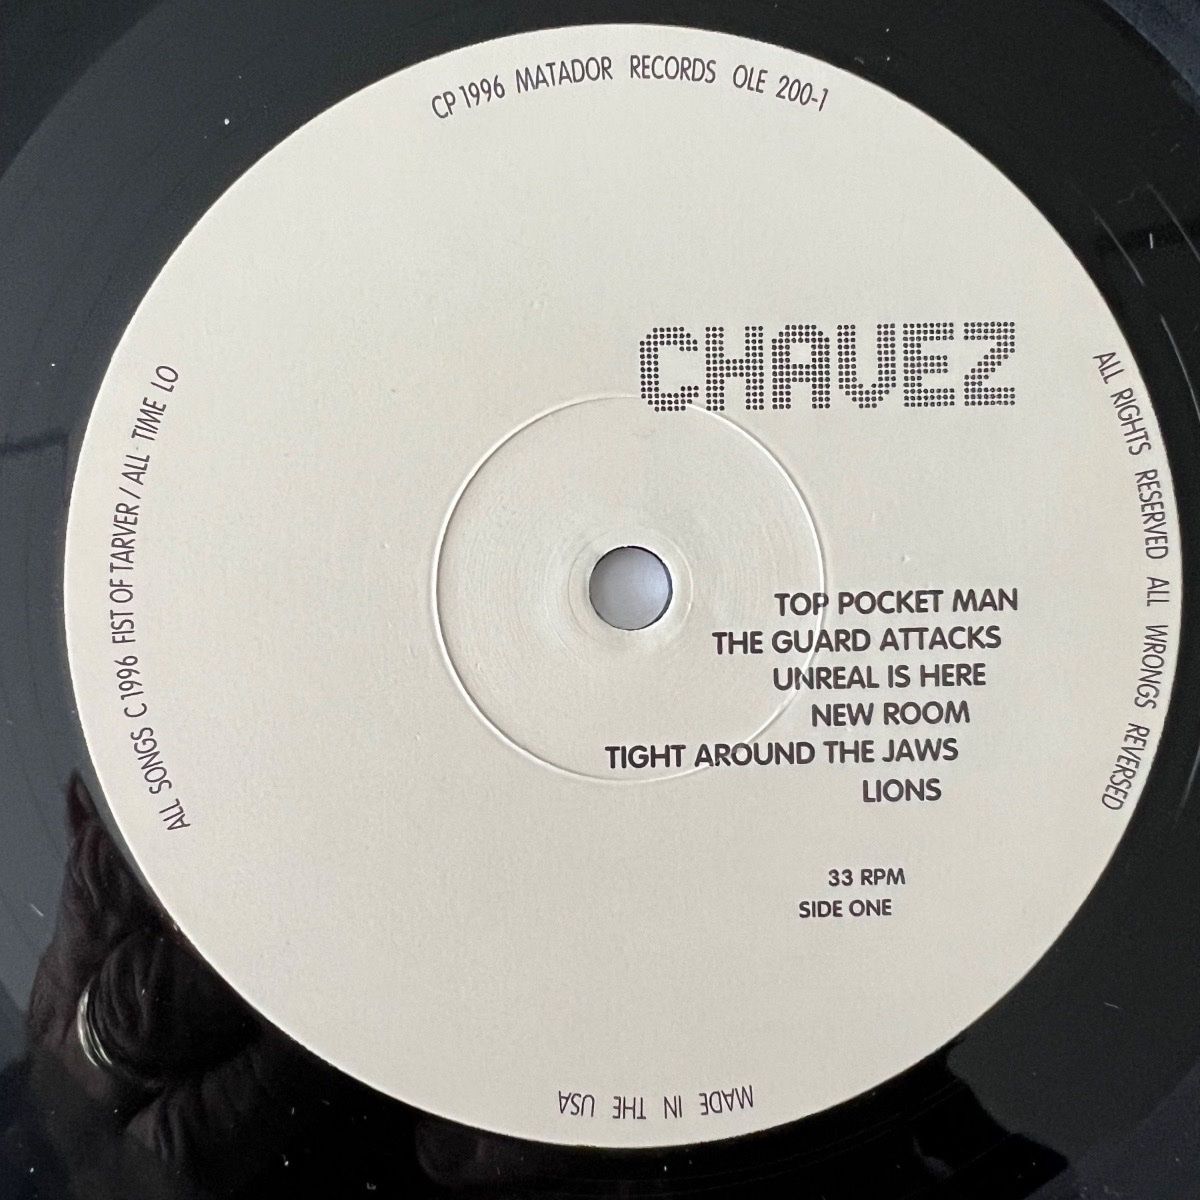 CP 1996 MATADOR RECORDS OLE 200-1
CHAVEZ
TOP POCKET MAN
THE GUARD ATTACKS
UNREAL IS HERE
NEW ROOM
TIGHT AROUND THE JAWS
LIONS
33 RPM
SIDE ONE
ALL RIGHTS RESERVED ALL WRONGS REVERSED
MADE IN THE USA
ALL SONGS C 1996 FIST OF TARVER / ALL TIME LO